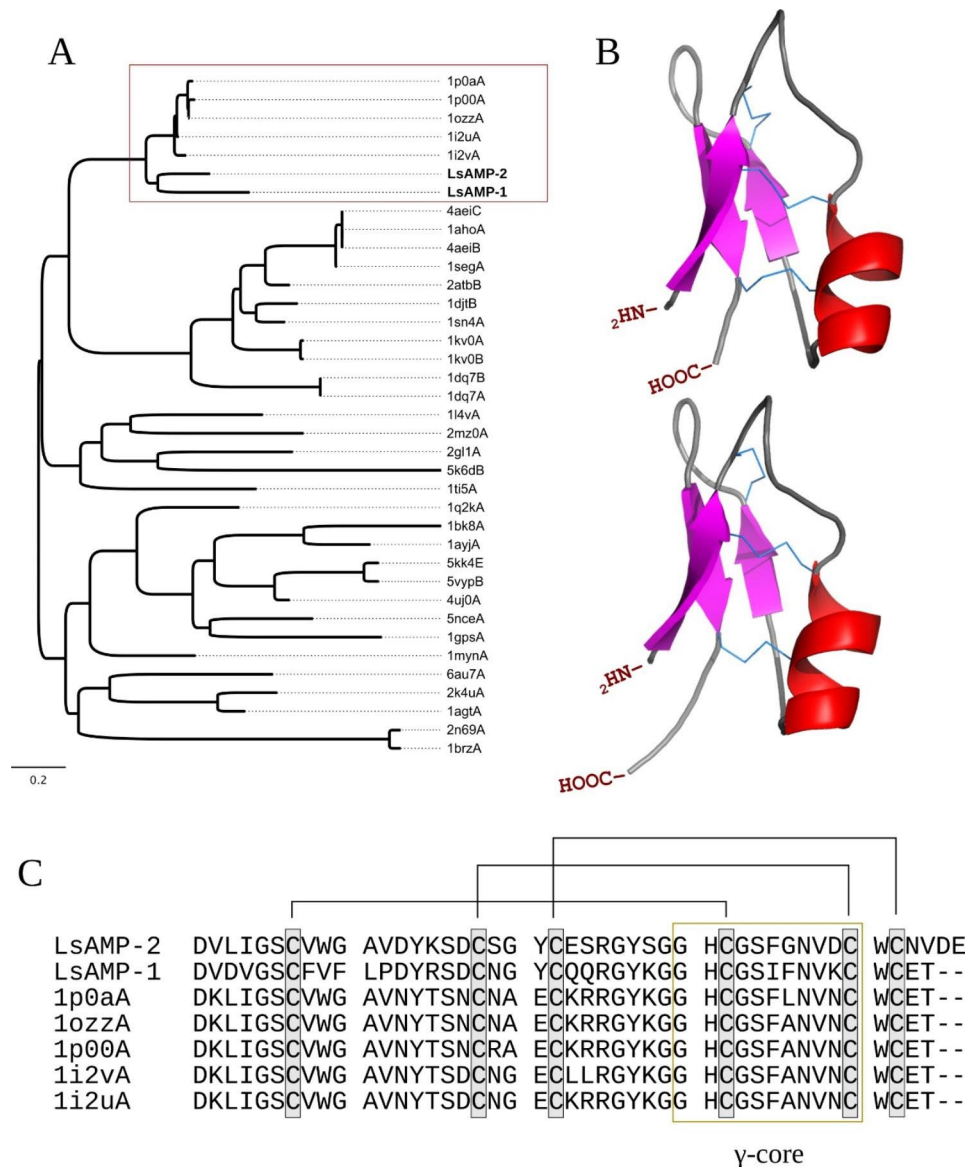 A
1p0aA
1p00A
1ozzA
1i2uA
1i2vA
LsAMP-2
LsAMP-1
4aeiC
1ahoA
4aeiB
1segA
2atbB
1djtB
1sn4A
1kv0A
1kv0B
1dq7B
1dq7A
1l4vA
2mz0A
2gl1A
5k6dB
1ti5A
1q2kA
1bk8A
1ayjA
5kk4E
5vypB
4uj0A
5nceA
1gpsA
1mynA
6au7A
2k4uA
1agtA
2n69A
1brzA
0.2
B
2HN-
HOOC-
2HN-
HOOC-
C
LsAMP-2 DVLIGSCVWG AVDYKSDCSG YCESRGYSGG HCGSFGNVDC WCNVDE
LsAMP-1 DVDVGSCFVF LPDYRSDCNG YCQQRGYSGG HCGSIFNVKC WCET--
1p0aA DKLIGSCVWG AVNYTSNCNA ECKRRGYKGG HCGSFLNVNC WCET--
1ozzA DKLIGSCVWG AVNYTSNCNA ECKRRGYKGG HCGSFANVNC WCET--
1p00A DKLIGSCVWG AVNYTSNCRA ECKRRGYKGG HCGSFANVNC WCET--
1i2vA DKLIGSCVWG AVNYTSDCNG ECLLRGYKGG HCGSFANVNC WCET--
1i2uA DKLIGSCVWG AVNYTSDCNG ECKRRGYKGG HCGSFANVNC WCET--
γ-core